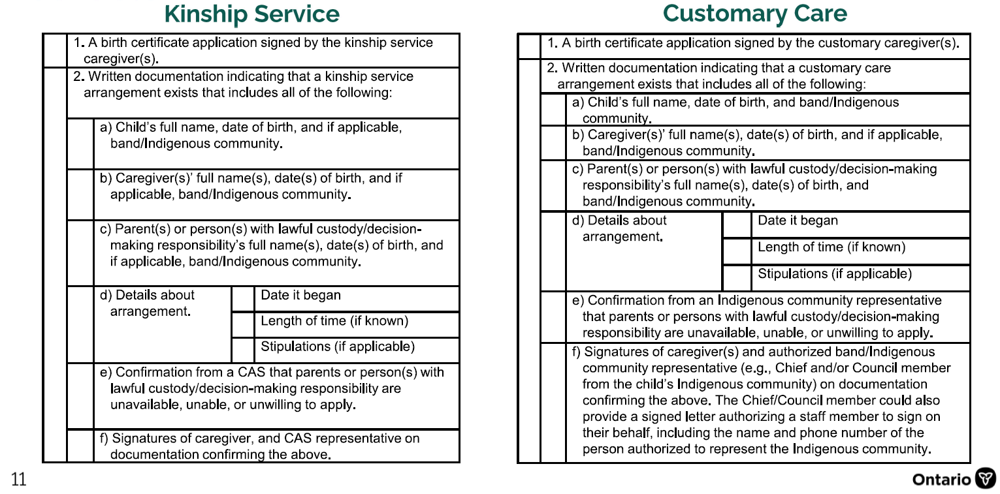 Kinship Service
1. A birth certificate application signed by the kinship service
caregiver(s).
2. Written documentation indicating that a kinship service
arrangement exists that includes all of the following:
a) Child's full name, date of birth, and if applicable,
band/Indigenous community.
b) Caregiver(s)' full name(s), date(s) of birth, and if
applicable, band/Indigenous community.
c) Parent(s) or person(s) with lawful custody/decision-
making responsibility's full name(s), date(s) of birth, and
if applicable, band/Indigenous community.
d) Details about
arrangement.
Date it began
Length of time (if known)
Stipulations (if applicable)
e) Confirmation from a CAS that parents or person(s) with
lawful custody/decision-making responsibility are
unavailable, unable, or unwilling to apply.
f) Signatures of caregiver, and CAS representative on
documentation confirming the above.
Customary Care
1. A birth certificate application signed by the customary caregiver(s).
2. Written documentation indicating that a customary care
arrangement exists that includes all of the following:
a) Child's full name, date of birth, and band/Indigenous
community.
b) Caregiver(s)' full name(s), date(s) of birth, and if applicable,
band/Indigenous community.
c) Parent(s) or person(s) with lawful custody/decision-making
responsibility's full name(s), date(s) of birth, and
band/Indigenous community.
d) Details about
arrangement.
Date it began
Length of time (if known)
Stipulations (if applicable)
e) Confirmation from an Indigenous community representative
that parents or persons with lawful custody/decision-making
responsibility are unavailable, unable, or unwilling to apply.
f) Signatures of caregiver(s) and authorized band/Indigenous
community representative (e.g., Chief and/or Council member
from the child's Indigenous community) on documentation
confirming the above. The Chief/Council member could also
provide a signed letter authorizing a staff member to sign on
their behalf, including the name and phone number of the
person authorized to represent the Indigenous community.
11
Ontario